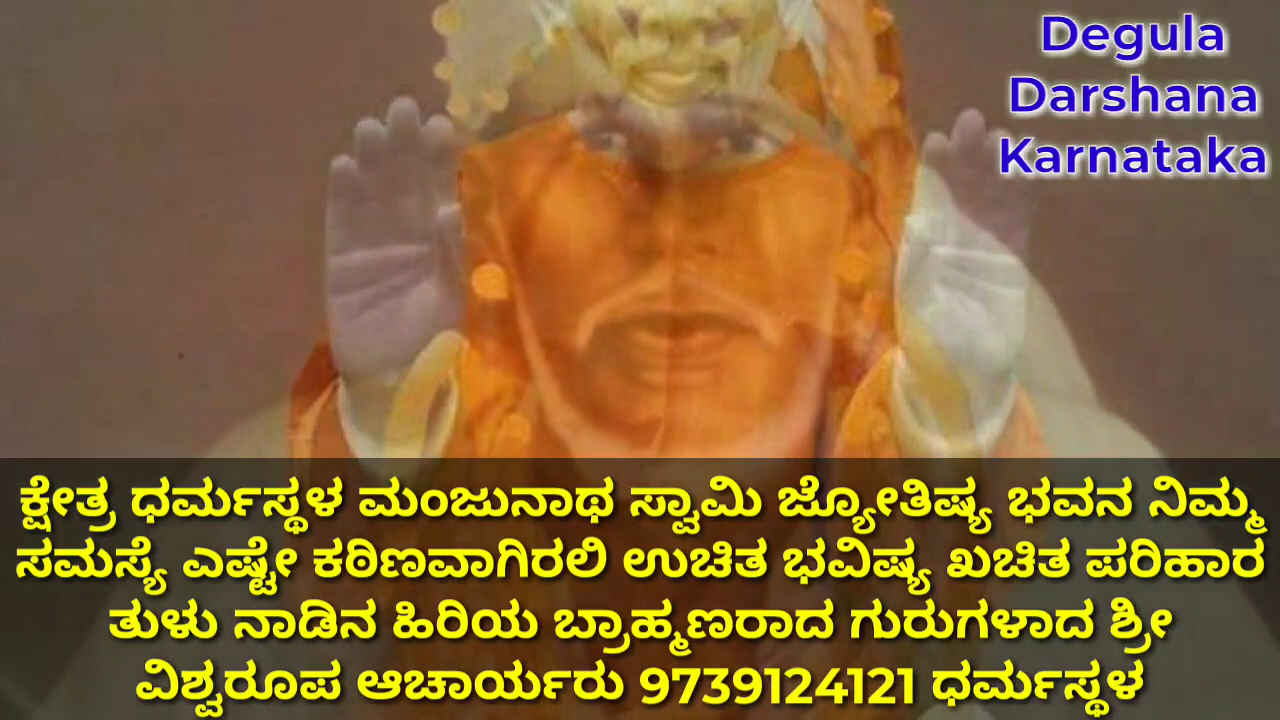 Degula
Darshana
Karnataka
ಕ್ಷೇತ್ರ ಧರ್ಮಸ್ಥಳ ಮಂಜುನಾಥ ಸ್ವಾಮಿ ಜ್ಯೋತಿಷ್ಯ ಭವನ ನಿಮ್ಮ
ಸಮಸ್ಯೆ ಎಷ್ಟೇ ಕಠಿಣವಾಗಿರಲಿ ಉಚಿತ ಭವಿಷ್ಯ ಖಚಿತ ಪರಿಹಾರ
ತುಳು ನಾಡಿನ ಹಿರಿಯ ಬ್ರಾಹ್ಮಣರಾದ ಗುರುಗಳಾದ ಶ್ರೀ
ವಿಶ್ವರೂಪ ಆಚಾರ್ಯರು 9739124121 ಧರ್ಮಸ್ಥಳ